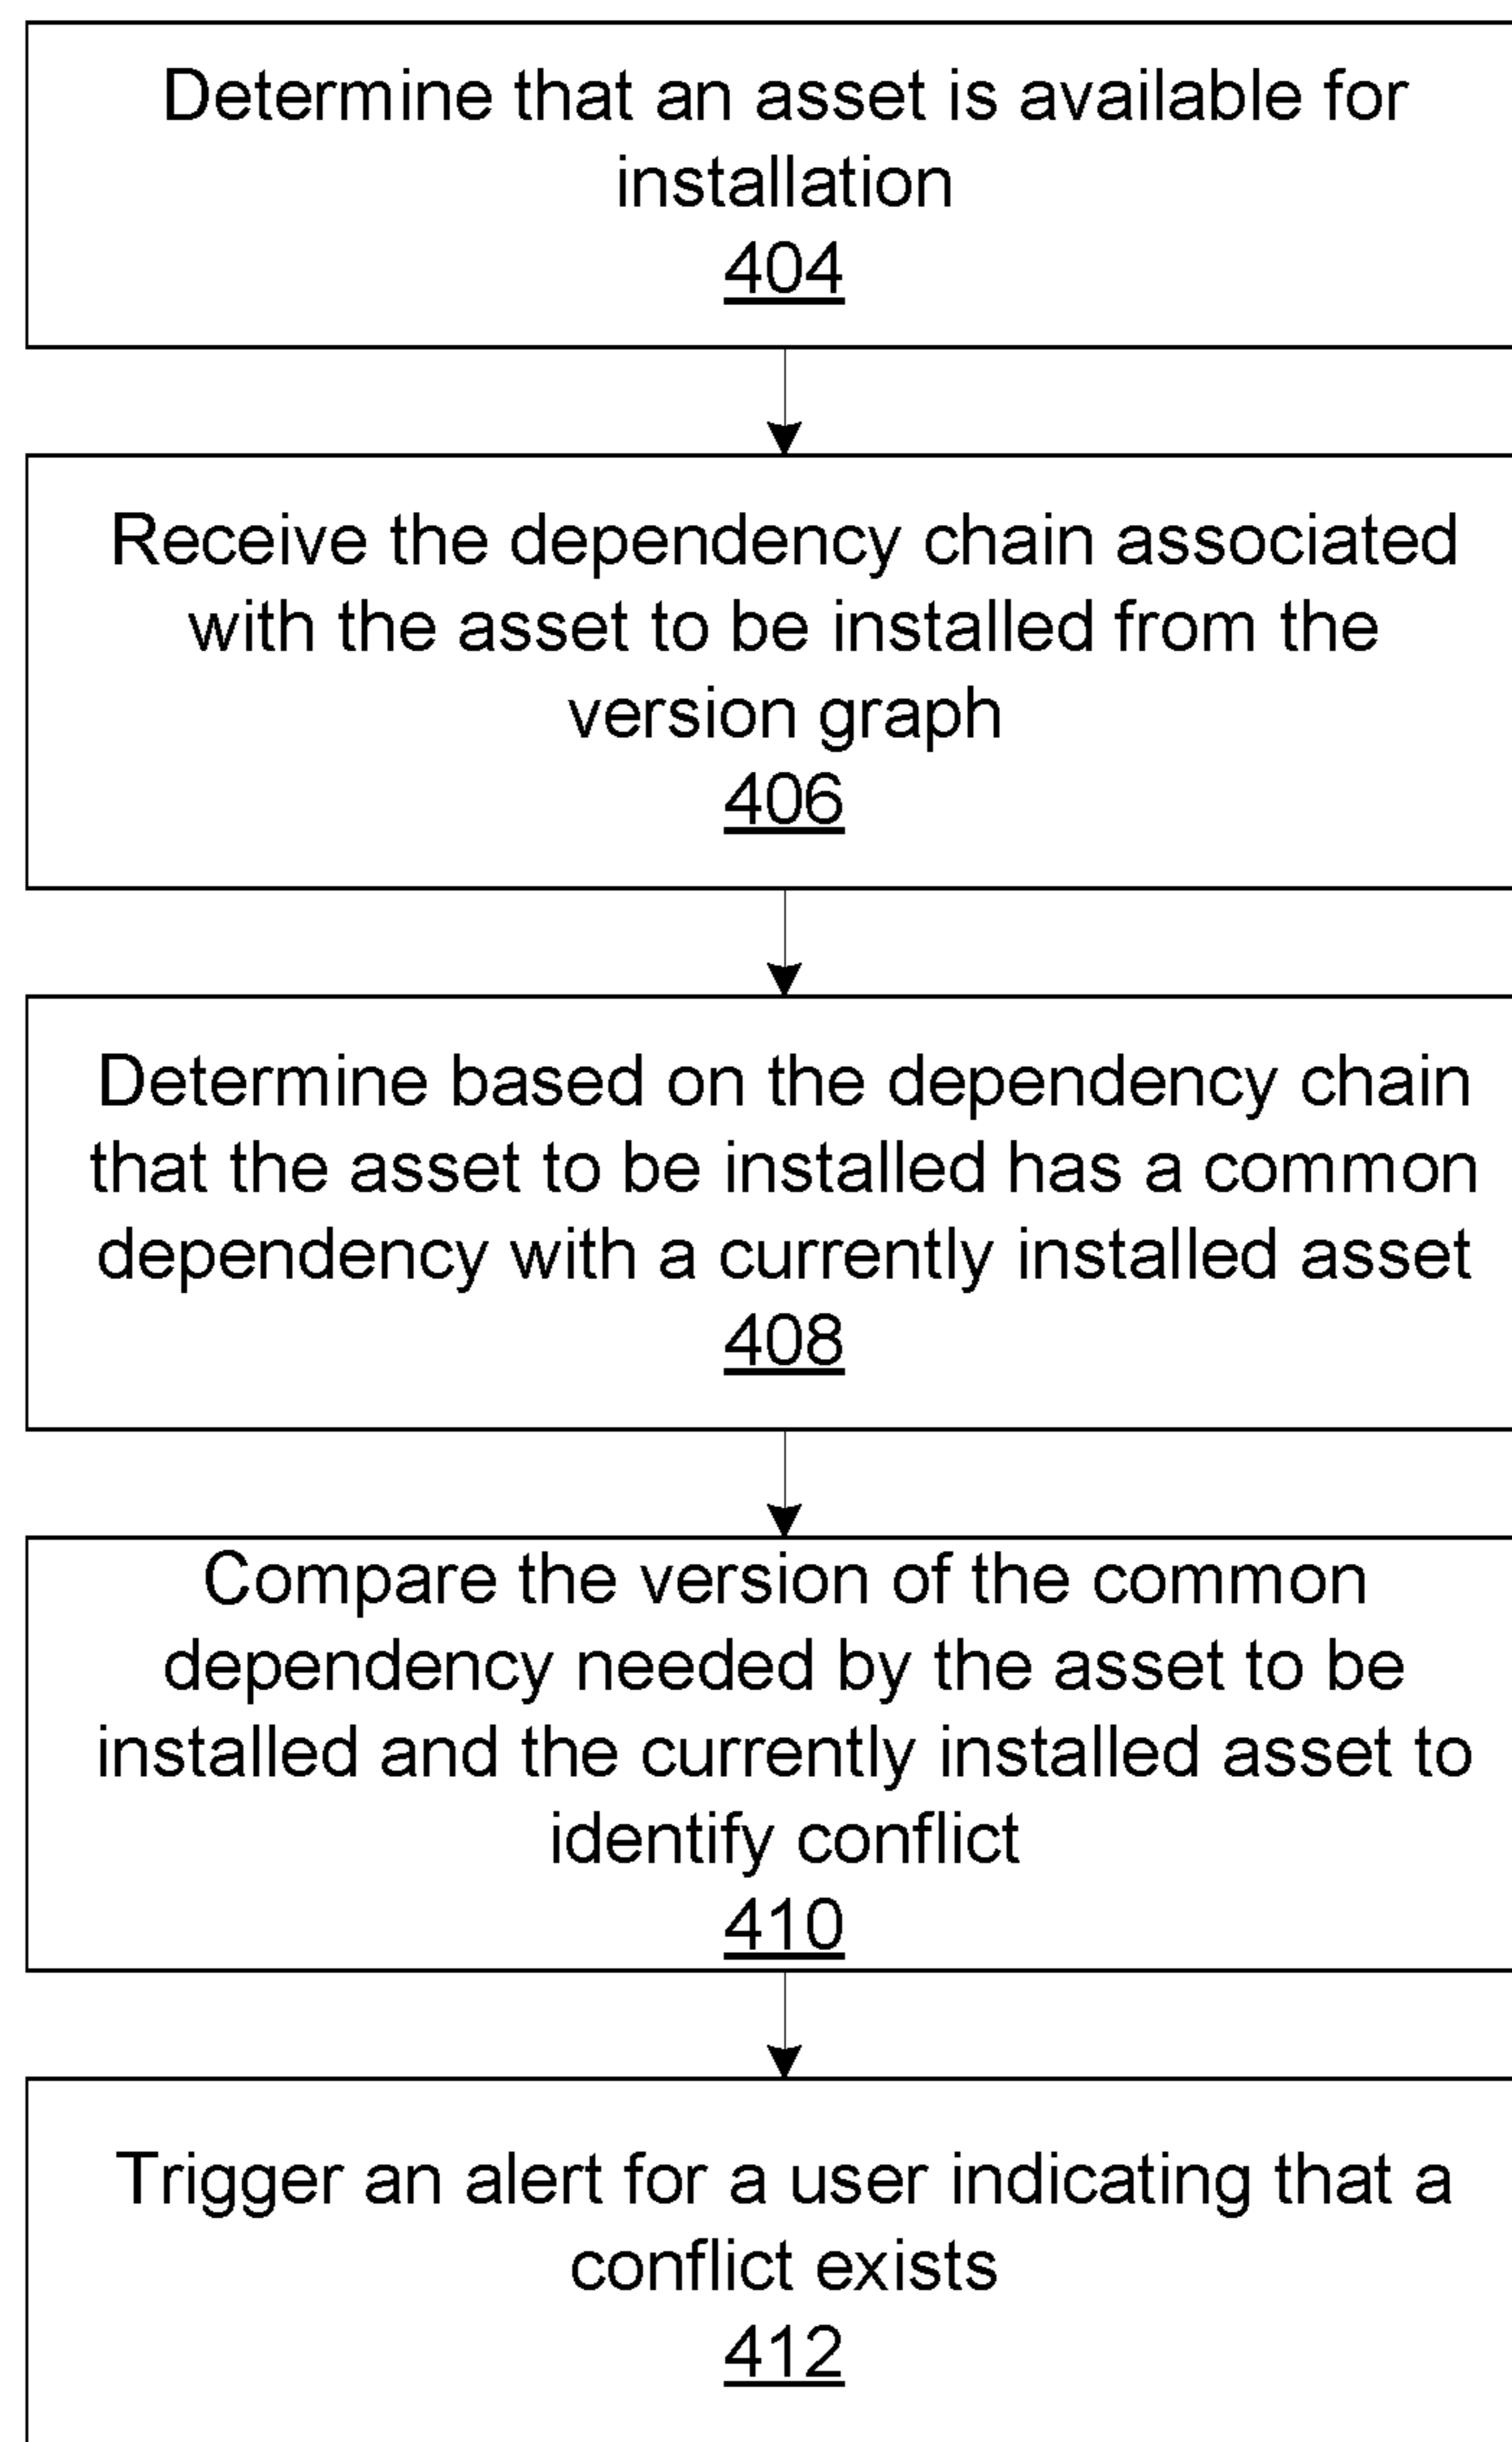 Determine that an asset is available for
installation
404
Receive the dependency chain associated
with the asset to be installed from the
version graph
406
Determine based on the dependency chain
that the asset to be installed has a common
dependency with a currently installed asset
408
Compare the version of the common
dependency needed by the asset to be
installed and the currently installed asset to
identify conflict
410
Trigger an alert for a user indicating that a
conflict exists
412